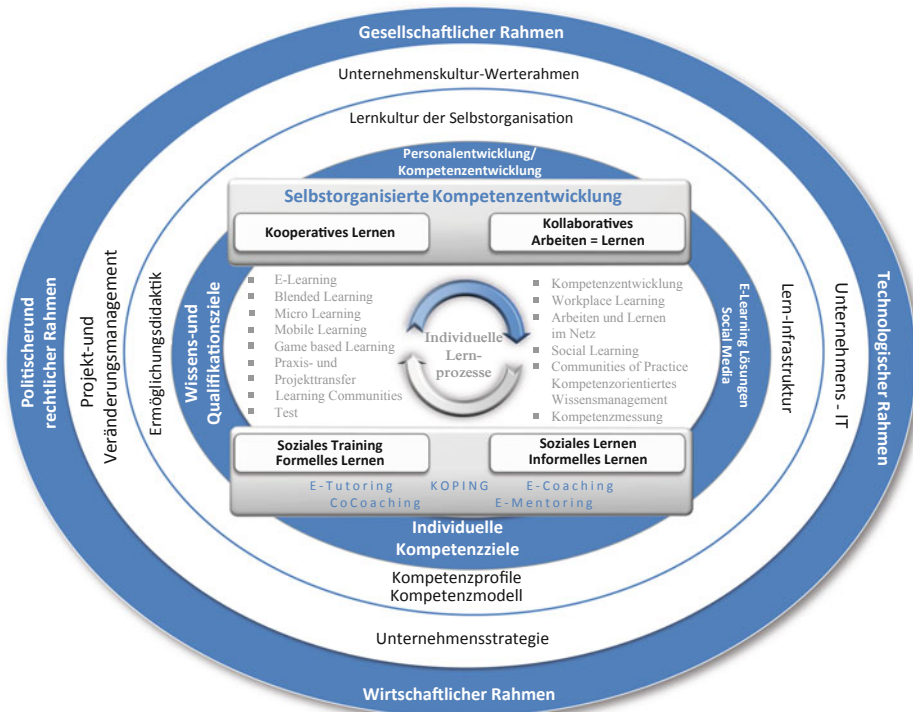 Gesellschaftlicher Rahmen
Unternehmenskultur-Werterahmen
Lernkultur der Selbstorganisation
Personalentwicklung/
Kompetenzentwicklung
Selbstorganisierte Kompetenzentwicklung
Kooperatives Lernen
Kollaboratives
Arbeiten = Lernen
Politischerund
rechtlicher Rahmen
Projekt-und
Veränderungsmanagement
Ermöglichungsdidaktik
Wissens-und
Qualifikationsziele
E-Learning
Blended Learning
Micro Learning
Mobile Learning
Game based Learning
Praxis- und
Projekttransfer
Learning Communities
Test
Individuelle
Lern-
prozesse
Kompetenzentwicklung
Workplace Learning
Arbeiten und Lernen
im Netz
Social Learning
Communities of Practice
Kompetenzorientiertes
Wissensmanagement
Kompetenzmessung
E-Learning Lösungen
Social Media
Lern-Infrastruktur
Unternehmens - IT
Technologischer Rahmen
Soziales Training
Formelles Lernen
Soziales Lernen
Informelles Lernen
E-Tutoring KOPING E-Coaching
CoCoaching E-Mentoring
Individuelle
Kompetenzziele
Kompetenzprofile
Kompetenzmodell
Unternehmensstrategie
Wirtschaftlicher Rahmen